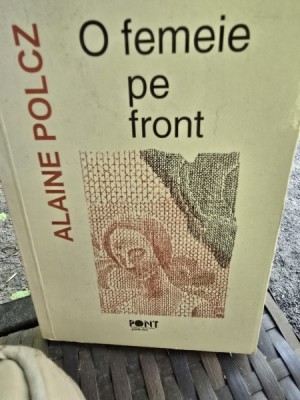 ALAINE POLCZ
O femeie
pe
front
PONT